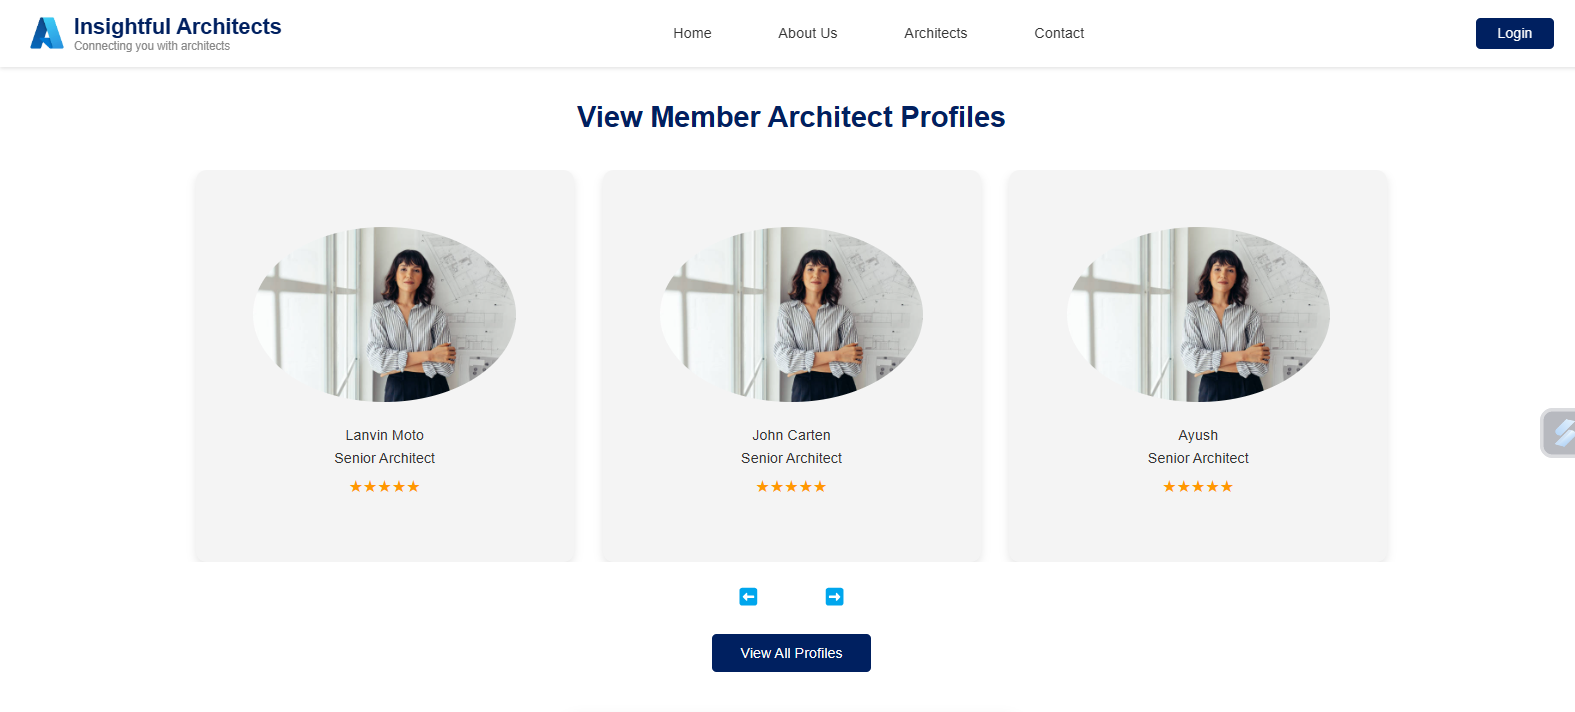 Insightful Architects
Connecting you with architects
Home
About Us
Architects
Contact
Login
View Member Architect Profiles
Lanvin Moto
Senior Architect
★★★★★
John Carten
Senior Architect
★★★★★
Ayush
Senior Architect
★★★★★
View All Profiles